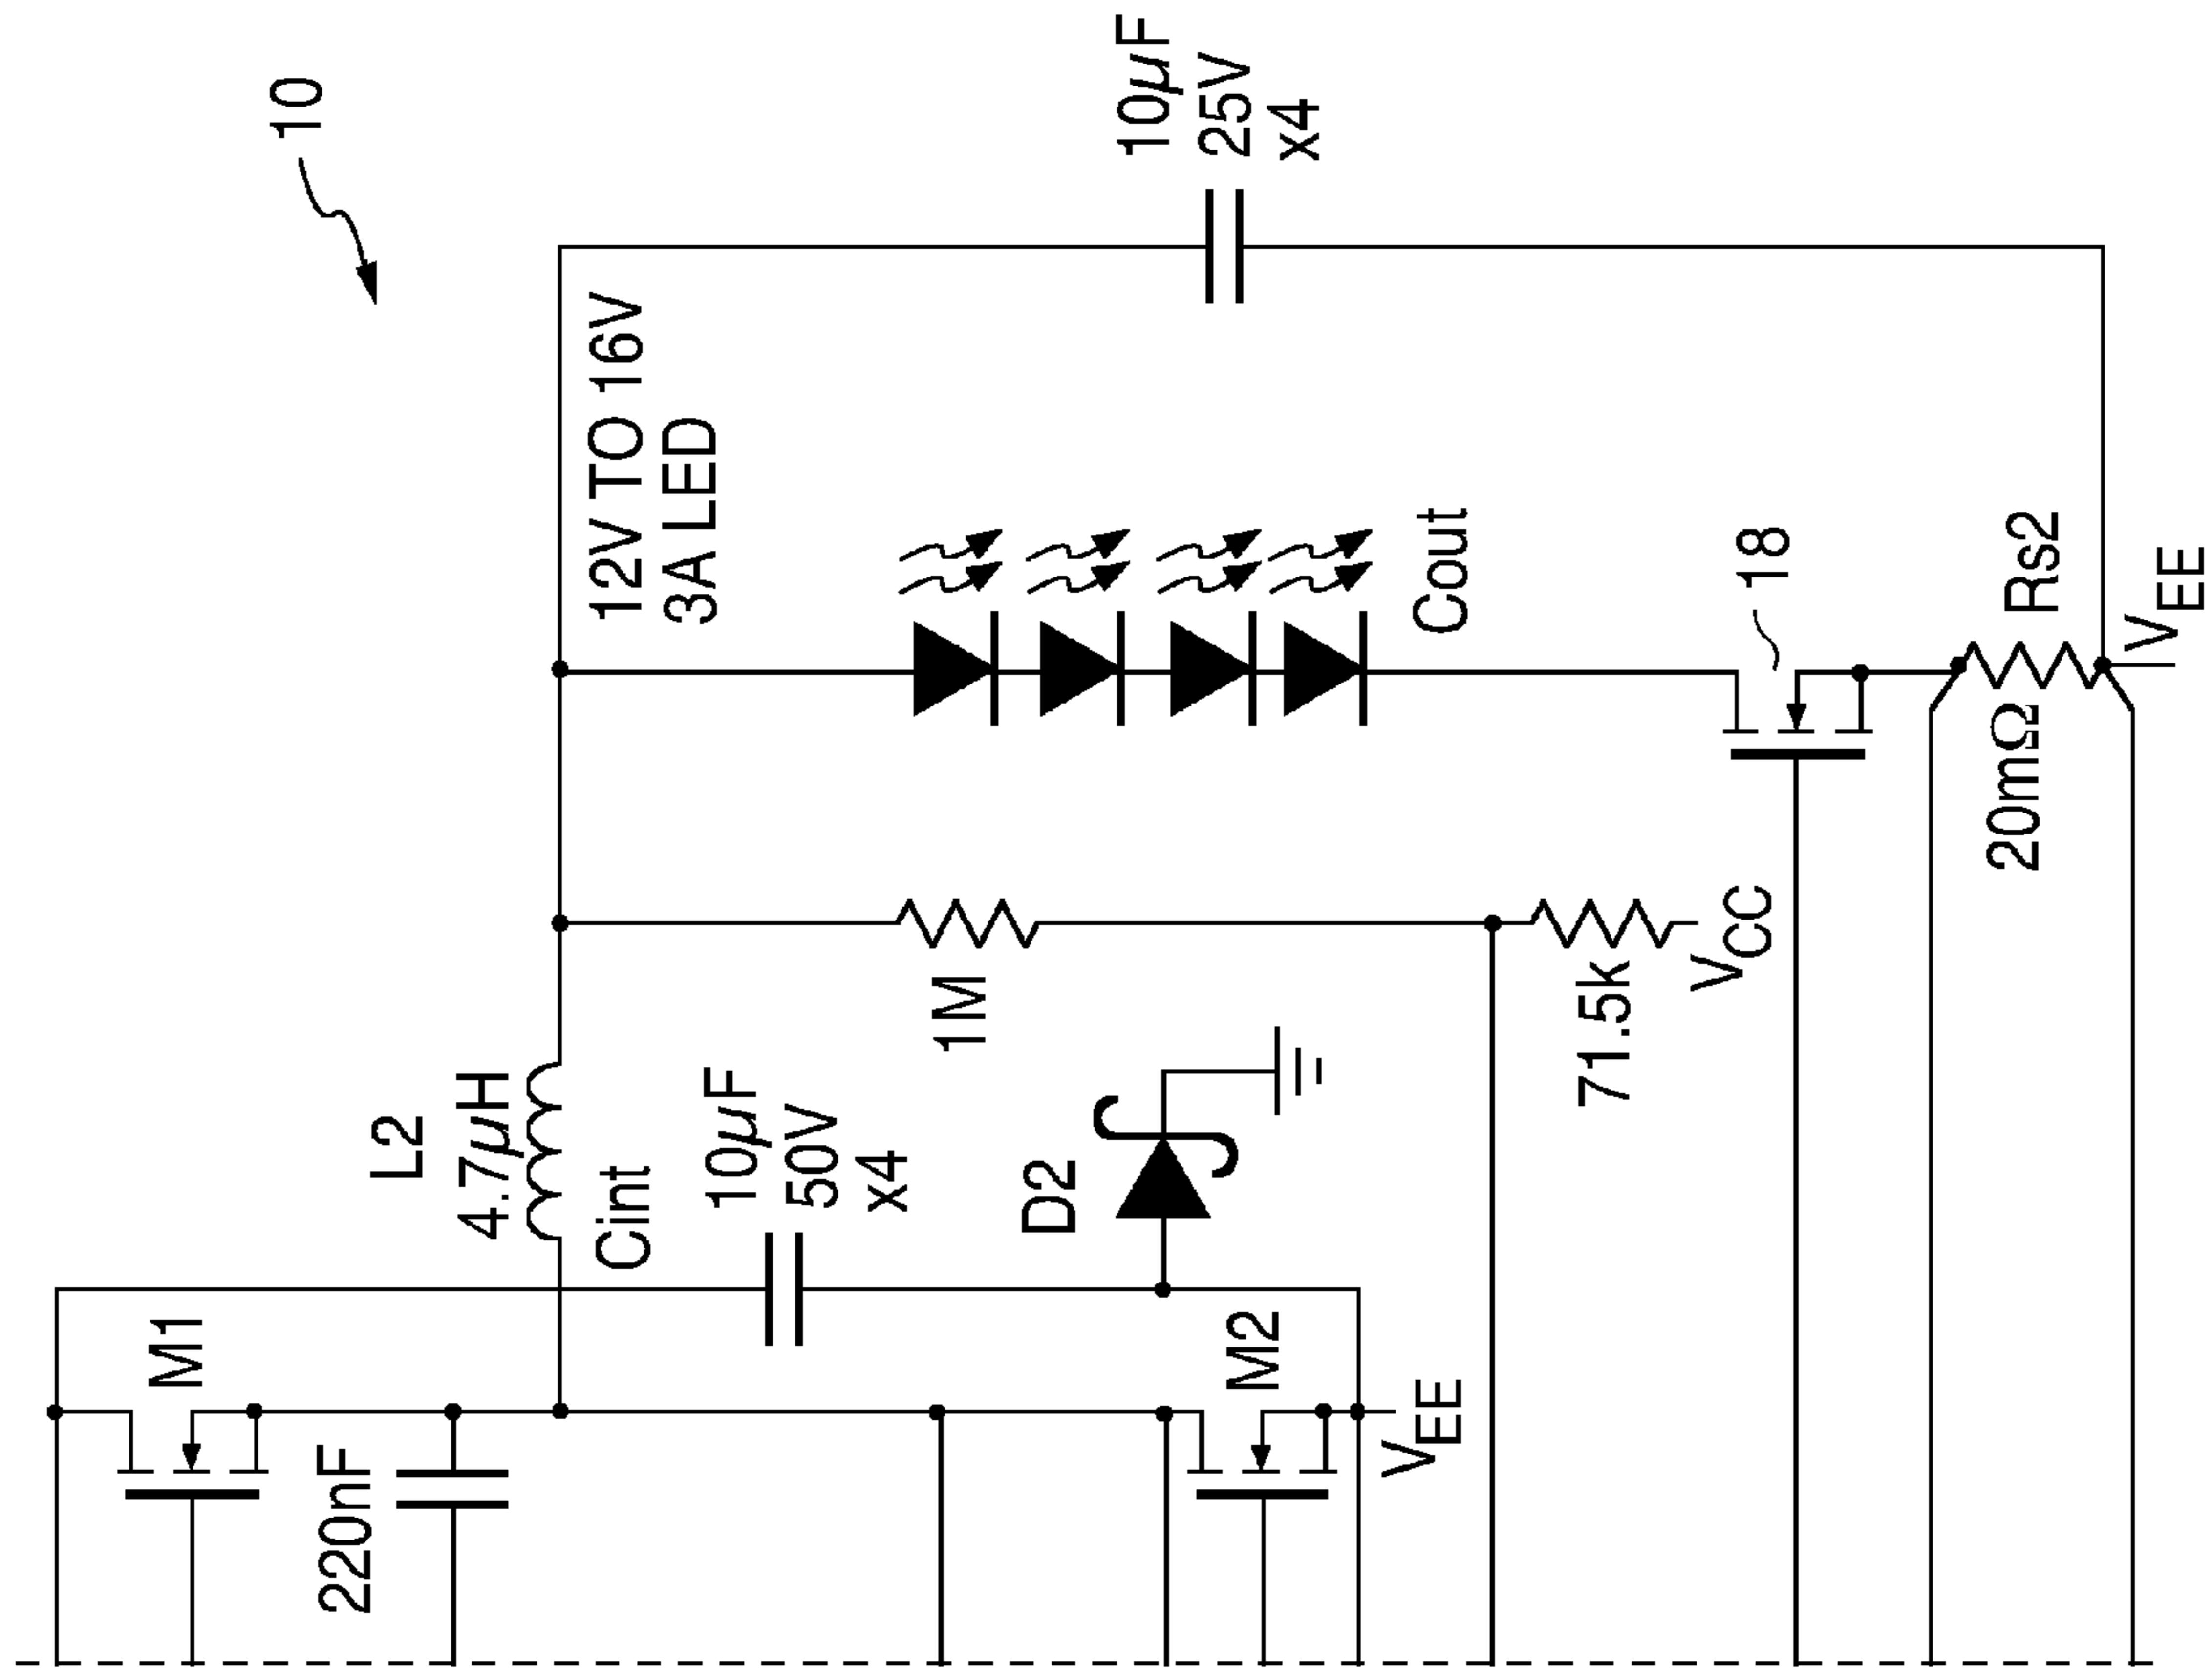 10
M1
220nF
L2
4.7µH
Cint
10µF
50V
x4
12V TO 16V
3A LED
1M
D2
M2
VEE
10µF
25V
x4
Cout
71.5k
VCC
18
20mΩ
Rs2
VEE